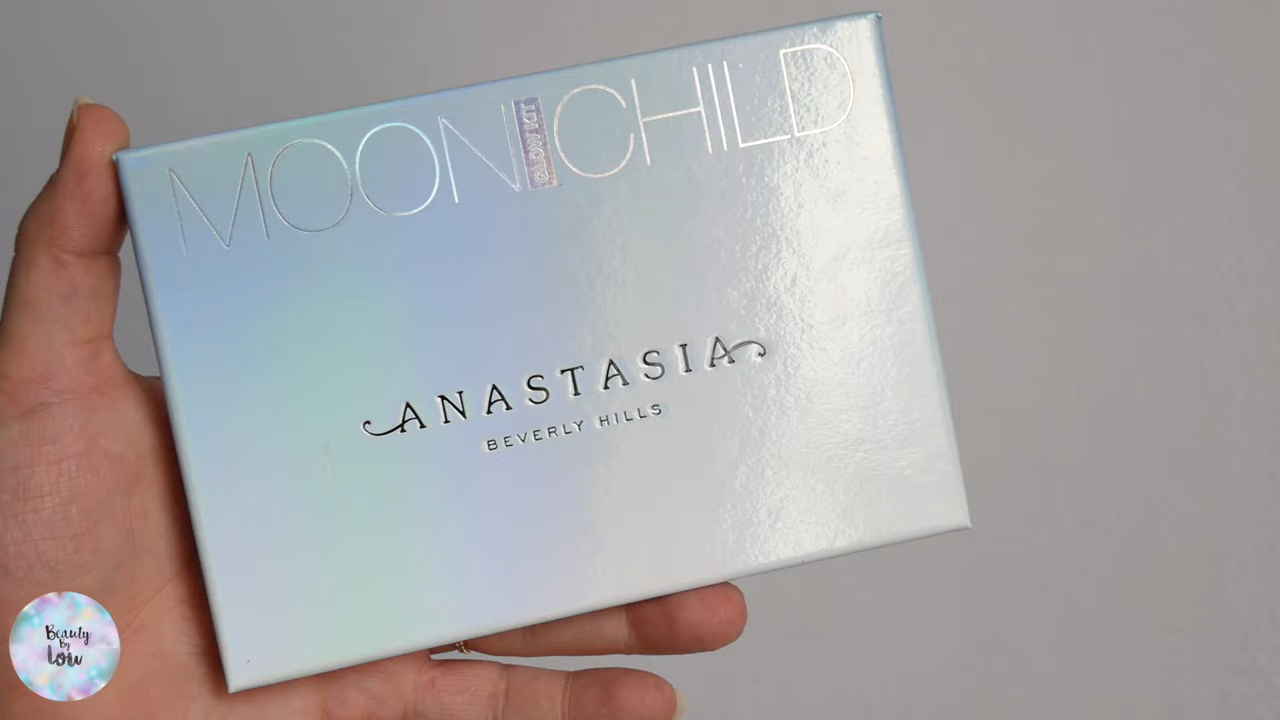 MOON GLOW KIT CHILD
ANASTASIA
BEVERLY HILLS
Beauty
By
Lou